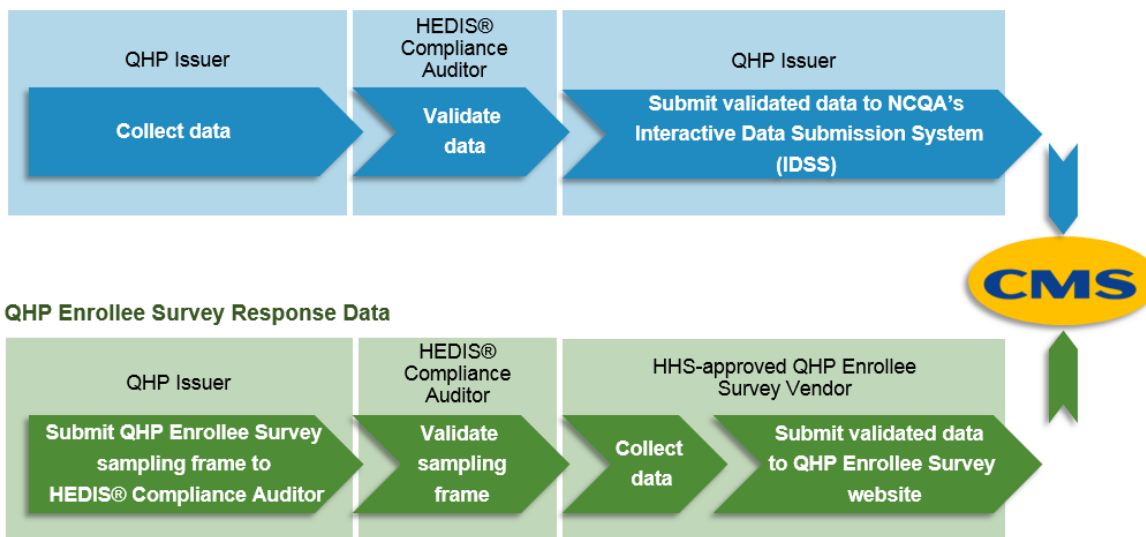 QHP Issuer
HEDIS®
Compliance
Auditor
QHP Issuer
Collect data
Validate
data
Submit validated data to NCQA's
Interactive Data Submission System
(IDSS)
CMS
QHP Enrollee Survey Response Data
QHP Issuer
HEDIS®
Compliance
Auditor
HHS-approved QHP Enrollee
Survey Vendor
Submit QHP Enrollee Survey
sampling frame to
HEDIS® Compliance Auditor
Validate
sampling
frame
Collect
data
Submit validated data
to QHP Enrollee Survey
website